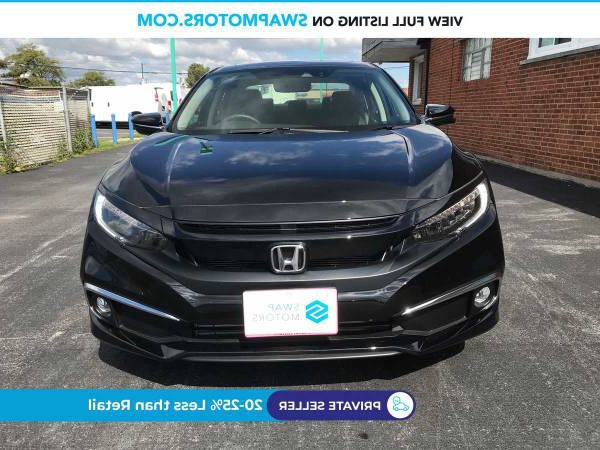 VIEW FULL LISTING ON SWAPMOTORS.COM
SWAP
MOTORS
PRIVATE SELLER
20-25% Less than Retail